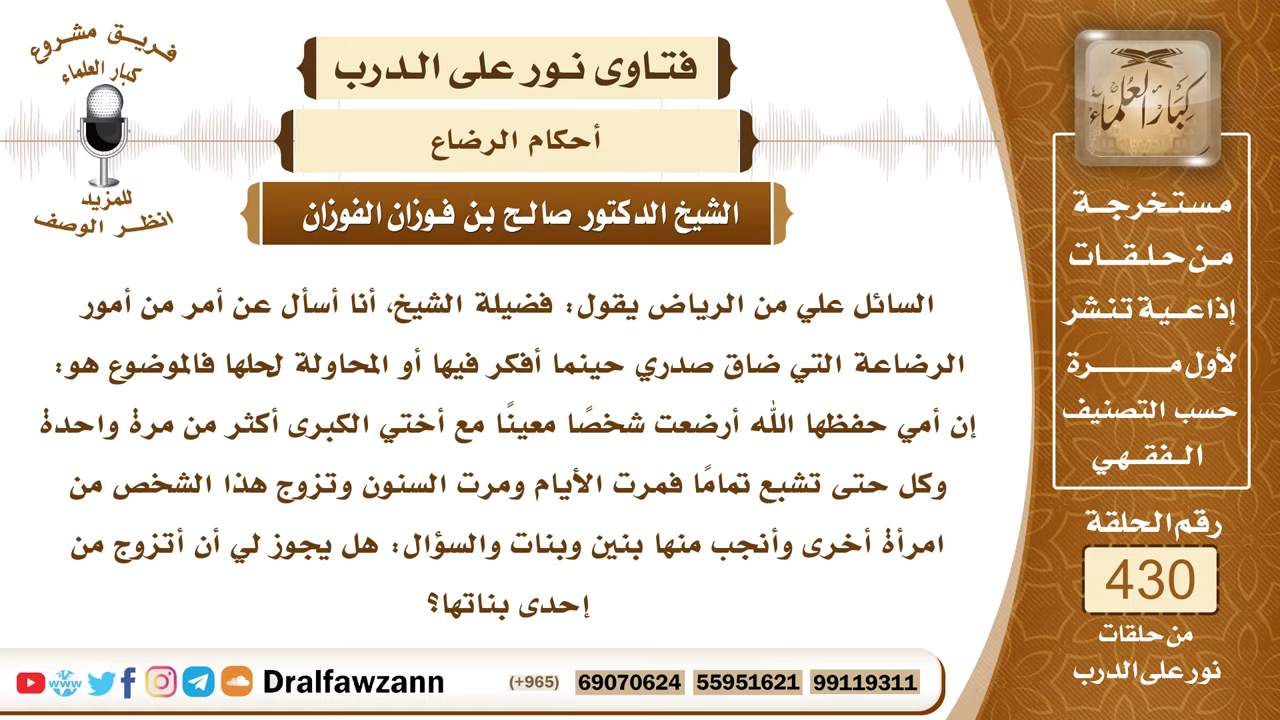 فريق مشروع
كبار العلماء
للمزيد
انظر الوصف
فتاوى نور على الدرب
أحكام الرضاع
الشيخ الدكتور صالح بن فوزان الفوزان
السائل علي من الرياض يقول: فضيلة الشيخ، أنا أسأل عن أمر من أمور
الرضاعة التي ضاق صدري حينما أفكر فيها أو المحاولة لحلها فالموضوع هو:
إن أمي حفظها الله أرضعت شخصًا معينًا مع أختي الكبرى أكثر من مرة واحدة
وكل حتى تشبع تمامًا فمرت الأيام ومرت السنون وتزوج هذا الشخص من
امرأة أخرى وأنجب منها بنين وبنات والسؤال: هل يجوز لي أن أتزوج من
إحدى بناتها؟
كبار العلماء
مستخرجة
من حلقات
إذاعية تنشر
لأول مرة
حسب التصنيف
الفقهي
رقم الحلقة
430
من حلقات
نور على الدرب
www
Dralfawzann
(+965) 69070624 55951621 99119311